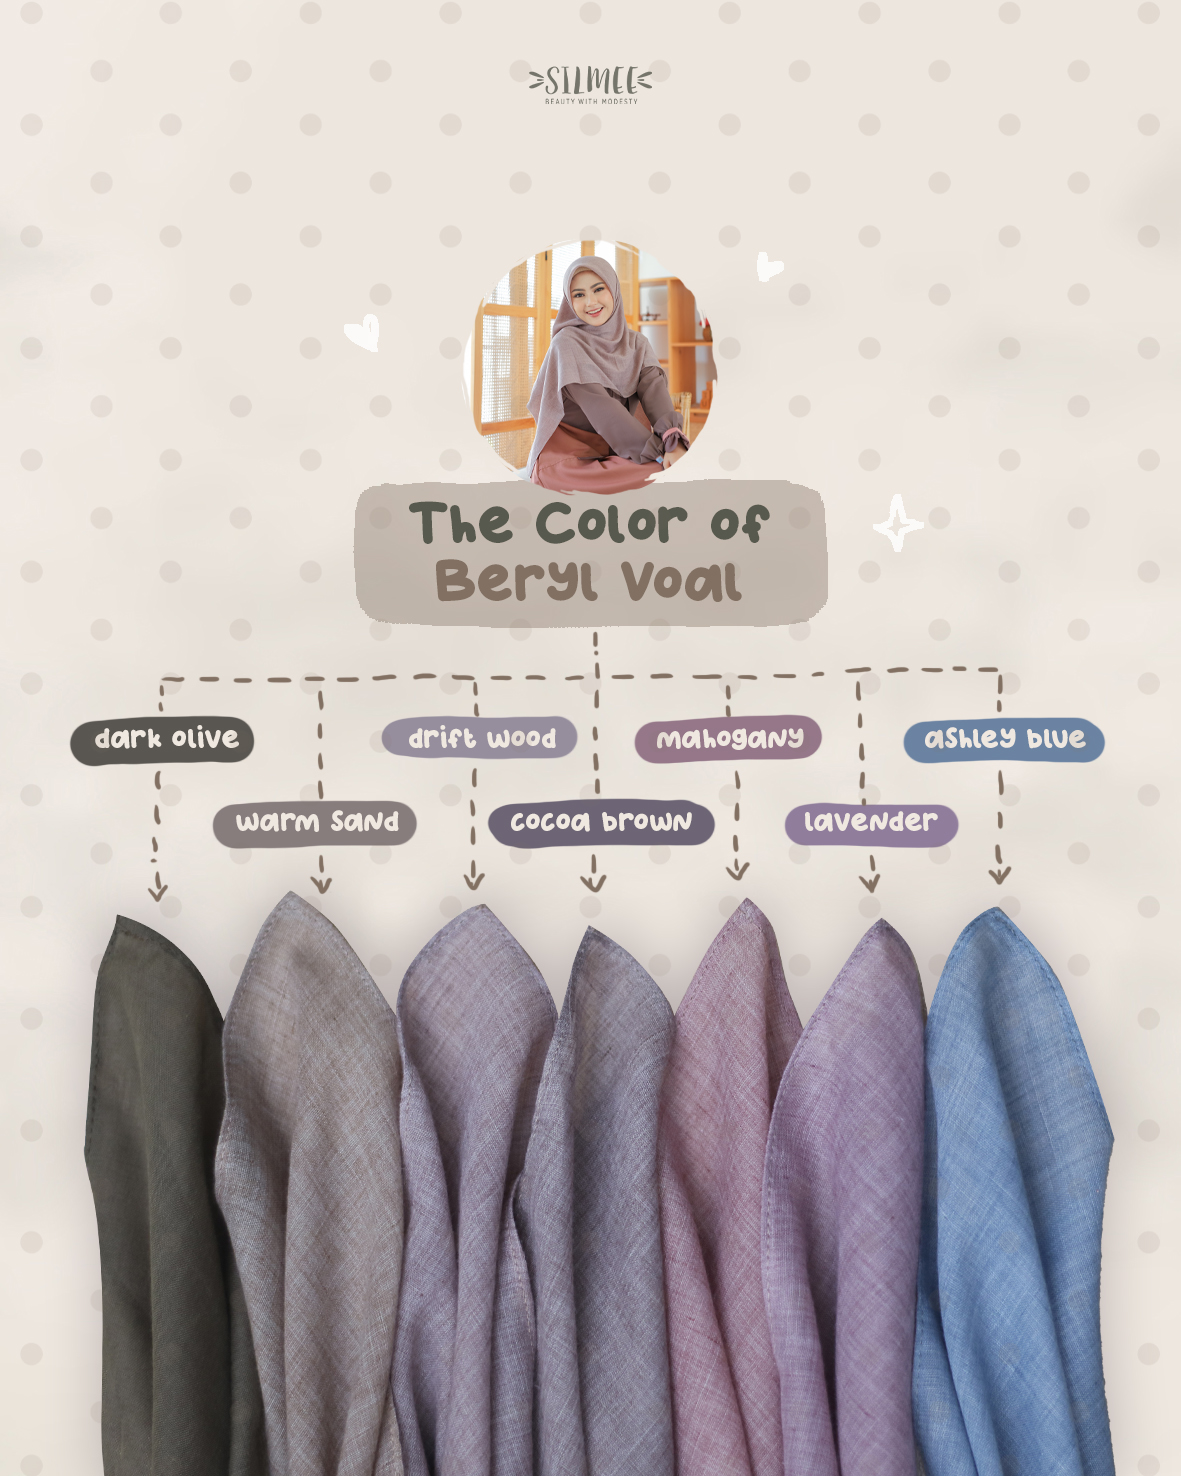 SILMEE
BEAUTY WITH MODESTY
The Color of
Beryl Voal
dark olive
drift wood
mahogany
ashley blue
warm sand
cocoa brown
lavender